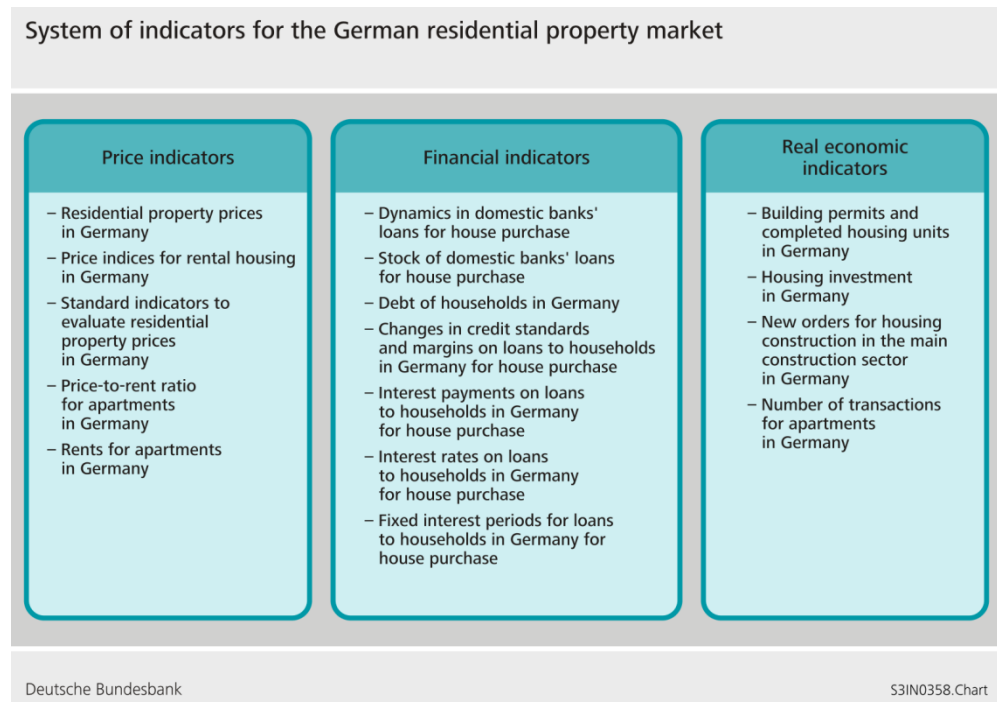 System of indicators for the German residential property market
Price indicators
– Residential property prices
in Germany
– Price indices for rental housing
in Germany
– Standard indicators to
evaluate residential
property prices
in Germany
– Price-to-rent ratio
for apartments
in Germany
– Rents for apartments
in Germany
Financial indicators
– Dynamics in domestic banks'
loans for house purchase
– Stock of domestic banks' loans
for house purchase
– Debt of households in Germany
– Changes in credit standards
and margins on loans to households
in Germany for house purchase
– Interest payments on loans
to households in Germany
for house purchase
– Interest rates on loans
to households in Germany
for house purchase
– Fixed interest periods for loans
to households in Germany for
house purchase
Real economic
indicators
– Building permits and
completed housing units
in Germany
– Housing investment
in Germany
– New orders for housing
construction in the main
construction sector
in Germany
– Number of transactions
for apartments
in Germany
Deutsche Bundesbank
S3IN0358.Chart